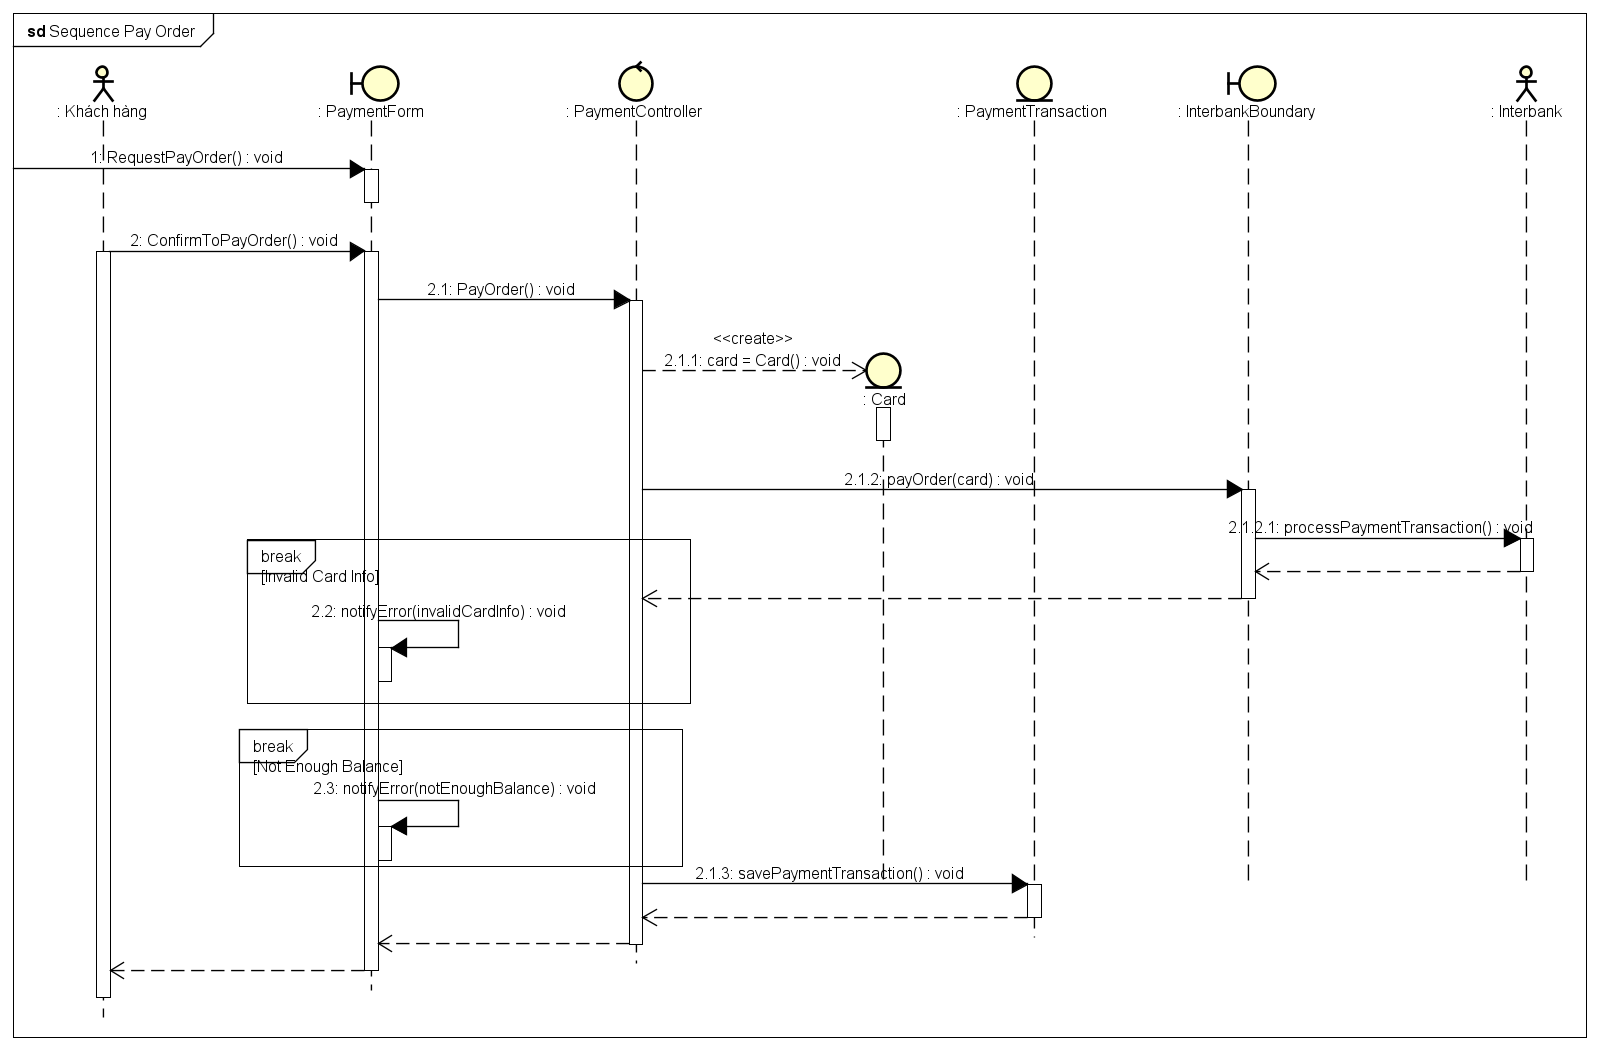 sd Sequence Pay Order
: Khách hàng
: PaymentForm
: PaymentController
: PaymentTransaction
: InterbankBoundary
: Interbank
1: RequestPayOrder() : void
2: ConfirmToPayOrder() : void
2.1: PayOrder() : void
<<create>>
2.1.1: card = Card() : void
: Card
2.1.2: payOrder(card) : void
2.1.2.1: processPaymentTransaction() : void
break
[Invalid Card Info]
2.2: notifyError(invalidCardInfo) : void
break
[Not Enough Balance]
2.3: notifyError(notEnoughBalance) : void
2.1.3: savePaymentTransaction() : void